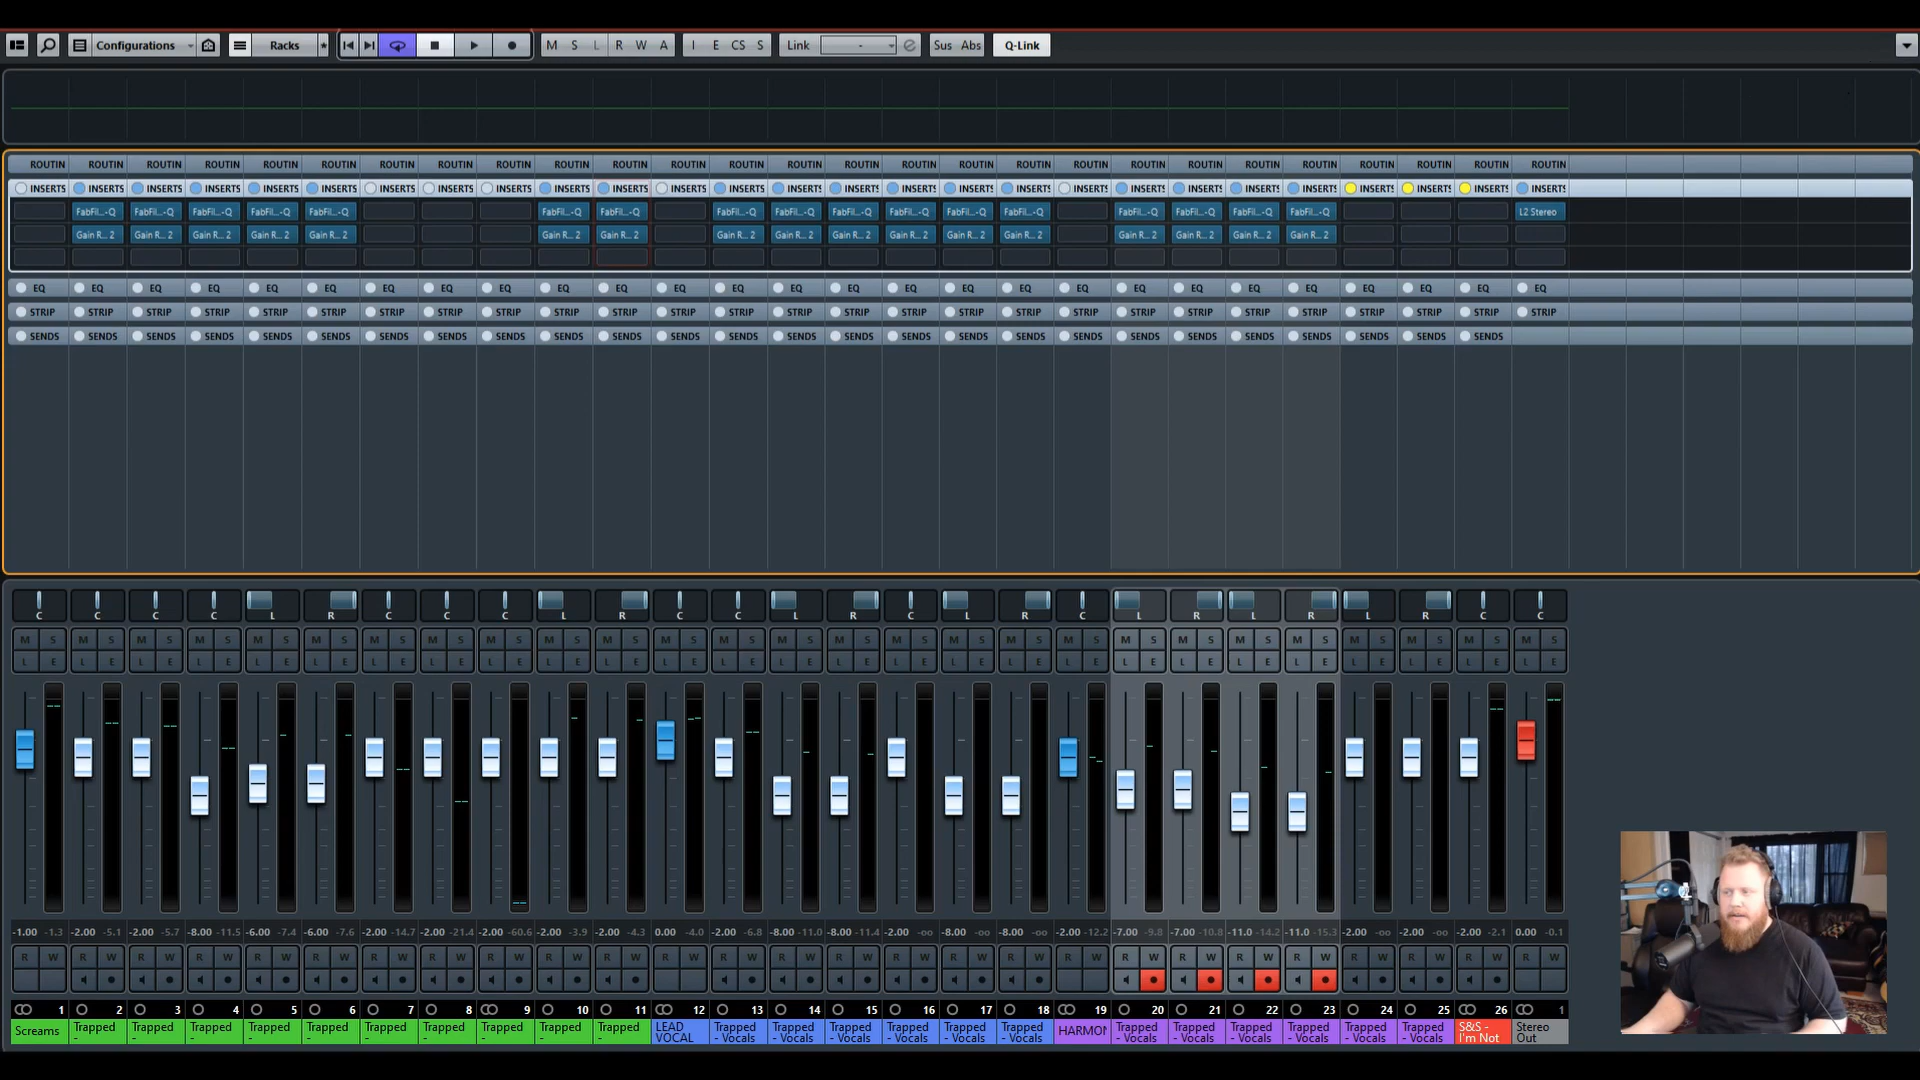 Configurations Racks M S L R W A I E CS S Link - Sus Abs Q-Link
ROUTIN ROUTIN ROUTIN ROUTIN ROUTIN ROUTIN ROUTIN ROUTIN ROUTIN ROUTIN ROUTIN ROUTIN ROUTIN ROUTIN ROUTIN ROUTIN ROUTIN ROUTIN ROUTIN ROUTIN ROUTIN ROUTIN ROUTIN ROUTIN ROUTIN ROUTIN ROUTIN
INSERTS INSERTS INSERTS INSERTS INSERTS INSERTS INSERTS INSERTS INSERTS INSERTS INSERTS INSERTS INSERTS INSERTS INSERTS INSERTS INSERTS INSERTS INSERTS INSERTS INSERTS INSERTS INSERTS INSERTS INSERTS INSERTS INSERTS
FabFil...-Q FabFil...-Q FabFil...-Q FabFil...-Q FabFil...-Q FabFil...-Q FabFil...-Q FabFil...-Q FabFil...-Q FabFil...-Q FabFil...-Q FabFil...-Q FabFil...-Q FabFil...-Q FabFil...-Q FabFil...-Q FabFil...-Q L2 Stereo
Gain R... 2 Gain R... 2 Gain R... 2 Gain R... 2 Gain R... 2 Gain R... 2 Gain R... 2 Gain R... 2 Gain R... 2 Gain R... 2 Gain R... 2 Gain R... 2 Gain R... 2 Gain R... 2 Gain R... 2 Gain R... 2 Gain R... 2
EQ EQ EQ EQ EQ EQ EQ EQ EQ EQ EQ EQ EQ EQ EQ EQ EQ EQ EQ EQ EQ EQ EQ EQ EQ EQ EQ
STRIP STRIP STRIP STRIP STRIP STRIP STRIP STRIP STRIP STRIP STRIP STRIP STRIP STRIP STRIP STRIP STRIP STRIP STRIP STRIP STRIP STRIP STRIP STRIP STRIP STRIP STRIP
SENDS SENDS SENDS SENDS SENDS SENDS SENDS SENDS SENDS SENDS SENDS SENDS SENDS SENDS SENDS SENDS SENDS SENDS SENDS SENDS SENDS SENDS SENDS SENDS SENDS SENDS
C C C C L R C C C L R C C L R C L R C L R L R L R C C
M S M S M S M S M S M S M S M S M S M S M S M S M S M S M S M S M S M S M S M S M S M S M S M S M S M S M S
L E L E L E L E L E L E L E L E L E L E L E L E L E L E L E L E L E L E L E L E L E L E L E L E L E L E L E
-1.00 -1.3 -2.00 -5.1 -2.00 -5.7 -8.00 -11.5 -6.00 -7.4 -6.00 -7.6 -2.00 -14.7 -2.00 -21.4 -2.00 -60.6 -2.00 -3.9 -2.00 -4.3 0.00 -4.0 -2.00 -6.8 -8.00 -11.0 -8.00 -11.4 -2.00 -oo -8.00 -oo -8.00 -oo -2.00 -12.2 -7.00 -9.8 -7.00 -10.8 -11.0 -14.2 -11.0 -15.3 -2.00 -oo -2.00 -oo -2.00 -2.1 0.00 -0.1
R W R W R W R W R W R W R W R W R W R W R W R W R W R W R W R W R W R W R W R W R W R W R W R W R W R W R W
1 2 3 4 5 6 7 8 9 10 11 12 13 14 15 16 17 18 19 20 21 22 23 24 25 26 1
Screams Trapped Trapped Trapped Trapped Trapped Trapped Trapped Trapped Trapped Trapped LEAD Trapped Trapped Trapped Trapped Trapped Trapped HARMON Trapped Trapped Trapped Trapped Trapped Trapped S&S - Stereo
- - - - - - - - - - VOCAL - Vocals - Vocals - Vocals - Vocals - Vocals - Vocals - Vocals - Vocals - Vocals - Vocals - Vocals - Vocals I'm Not Out